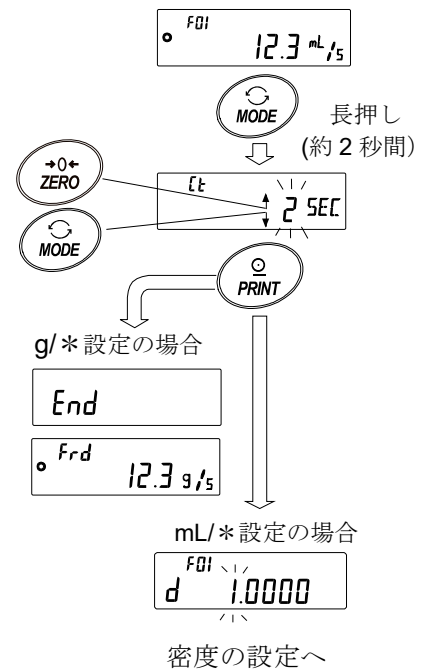 F01
12.3 mL/s
MODE
長押し
(約2秒間)
→0←
ZERO
Ct
2 SEC
MODE
PRINT
g/＊設定の場合
End
Frd
12.3 g/s
mL/＊設定の場合
F01
d 1.0000
密度の設定へ